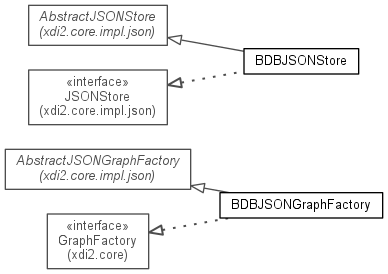 AbstractJSONStore
(xdi2.core.impl.json)
BDBJSONStore
«interface»
JSONStore
(xdi2.core.impl.json)
AbstractJSONGraphFactory
(xdi2.core.impl.json)
BDBJSONGraphFactory
«interface»
GraphFactory
(xdi2.core)